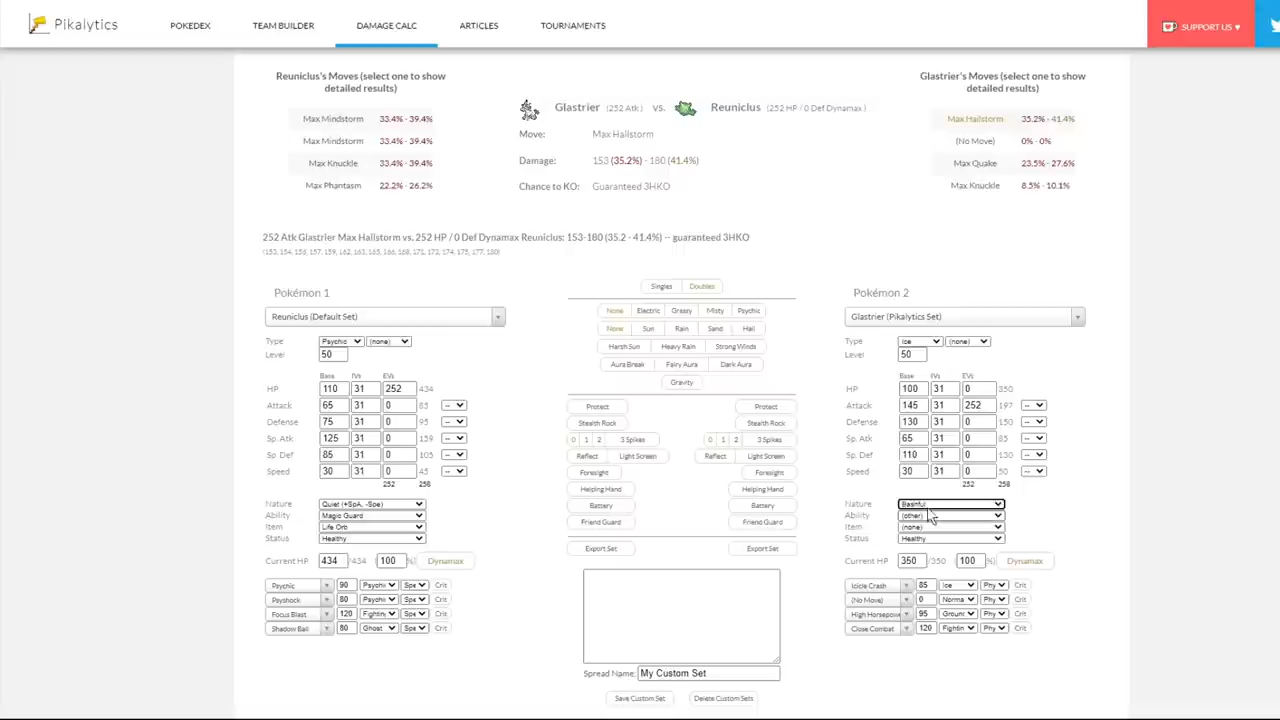 Pikalytics
POKEDEX TEAM BUILDER DAMAGE CALC ARTICLES TOURNAMENTS
SUPPORT US ♥
Reuniclus's Moves (select one to show detailed results)
Max Mindstorm 33.4% - 39.4%
Max Mindstorm 33.4% - 39.4%
Max Knuckle 33.4% - 39.4%
Max Phantasm 22.2% - 26.2%
Glastrier (252 Atk) vs. Reuniclus (252 HP / 0 Def Dynamax)
Move: Max Hailstorm
Damage: 153 (35.2%) - 180 (41.4%)
Chance to KO: Guaranteed 3HKO
Glastrier's Moves (select one to show detailed results)
Max Hailstorm 35.2% - 41.4%
(No Move) 0% - 0%
Max Quake 23.5% - 27.6%
Max Knuckle 8.5% - 10.1%
252 Atk Glastrier Max Hailstorm vs. 252 HP / 0 Def Dynamax Reuniclus: 153-180 (35.2 - 41.4%) -- guaranteed 3HKO
Pokémon 1
Reuniclus (Default Set)
Type Psychic (none)
Level 50
Base IVs EVs
HP 110 31 252 434
Attack 65 31 0 85 --
Defense 75 31 0 95 --
Sp. Atk 125 31 0 159 --
Sp. Def 85 31 0 105 --
Speed 30 31 0 45 --
252 258
Nature Quiet (+SpA, -Spe)
Ability Magic Guard
Item Life Orb
Status Healthy
Current HP 434 /434 ( 100 %) Dynamax
Psychic 90 Psychi Spe Crit
Psyshock 80 Psychi Spe Crit
Focus Blast 120 Fightin Spe Crit
Shadow Ball 80 Ghost Spe Crit
Singles Doubles
None Electric Grassy Misty Psychic
None Sun Rain Sand Hail
Harsh Sun Heavy Rain Strong Winds
Aura Break Fairy Aura Dark Aura
Gravity
Protect Protect
Stealth Rock Stealth Rock
0 1 2 3 Spikes 0 1 2 3 Spikes
Reflect Light Screen Reflect Light Screen
Foresight Foresight
Helping Hand Helping Hand
Battery Battery
Friend Guard Friend Guard
Export Set Export Set
Spread Name: My Custom Set
Save Custom Set Delete Custom Sets
Pokémon 2
Glastrier (Pikalytics Set)
Type Ice (none)
Level 50
Base IVs EVs
HP 100 31 0 350
Attack 145 31 252 197 --
Defense 130 31 0 150 --
Sp. Atk 65 31 0 85 --
Sp. Def 110 31 0 130 --
Speed 30 31 0 50 --
252 258
Nature Bashful
Ability (other)
Item (none)
Status Healthy
Current HP 350 /350 ( 100 %) Dynamax
Icicle Crash 85 Ice Phy Crit
(No Move) 0 Norma Phy Crit
High Horsepow 95 Groun Phy Crit
Close Combat 120 Fightin Phy Crit